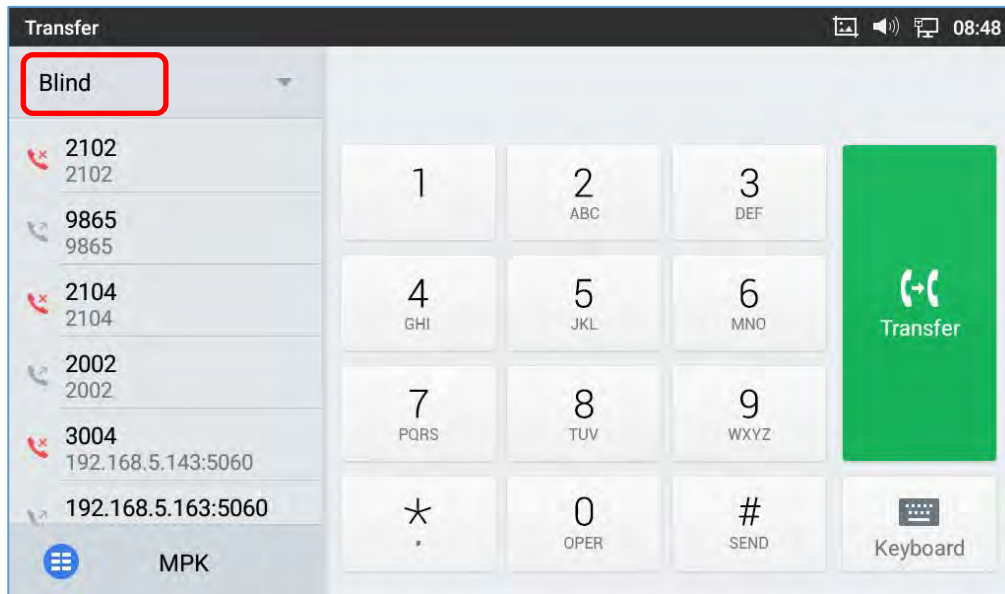 Transfer 08:48
Blind
2102
2102
9865
9865
2104
2104
2002
2002
3004
192.168.5.143:5060
192.168.5.163:5060
MPK
1
2
ABC
3
DEF
4
GHI
5
JKL
6
MNO
7
PQRS
8
TUV
9
WXYZ
*
.
0
OPER
#
SEND
Transfer
Keyboard